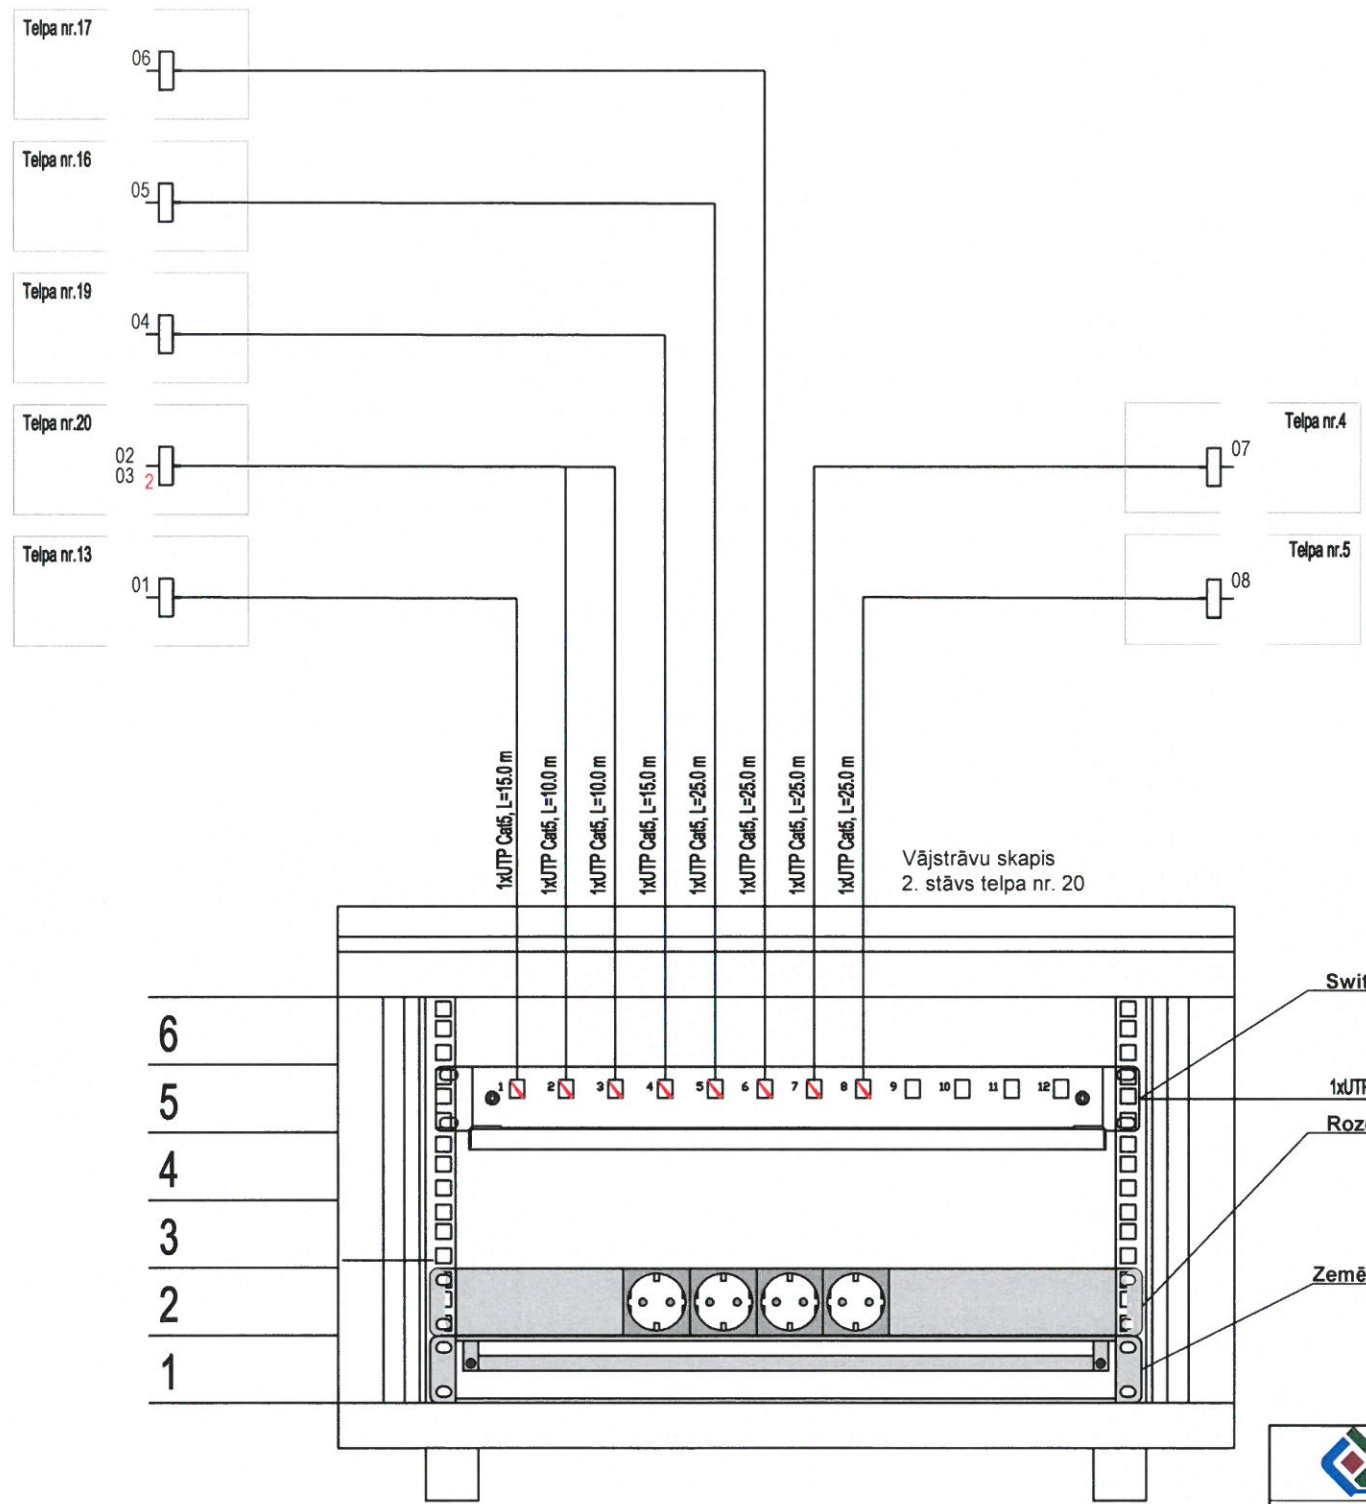 Telpa nr.17
06
Telpa nr.16
05
Telpa nr.19
04
Telpa nr.20
02
03 2
Telpa nr.13
01
Telpa nr.4
07
Telpa nr.5
08
1xUTP Cat5, L=15.0 m
1xUTP Cat5, L=10.0 m
1xUTP Cat5, L=10.0 m
1xUTP Cat5, L=15.0 m
1xUTP Cat5, L=25.0 m
1xUTP Cat5, L=25.0 m
1xUTP Cat5, L=25.0 m
1xUTP Cat5, L=25.0 m
Vājstrāvu skapis
2. stāvs telpa nr. 20
Swit
6
5
1 2 3 4 5 6 7 8 9 10 11 12
1xUTP
Roz
4
3
2
Zemē
1